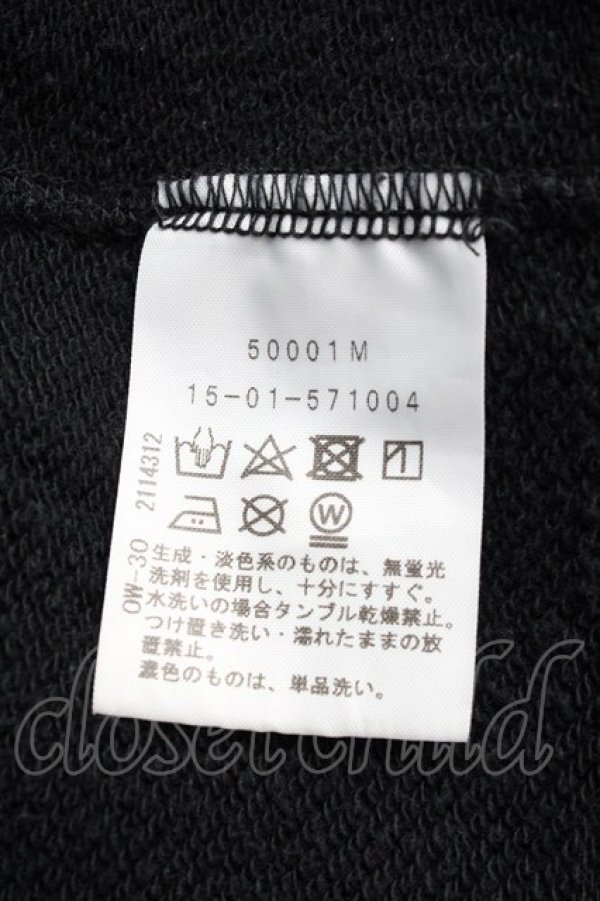 50001M
15-01-571004
2114312
OW-30
W
生成・淡色系のものは、無蛍光
洗剤を使用し、十分にすすぐ。
水洗いの場合タンブル乾燥禁止。
つけ置き洗い・濡れたままの放
置禁止。
濃色のものは、単品洗い。
closet child